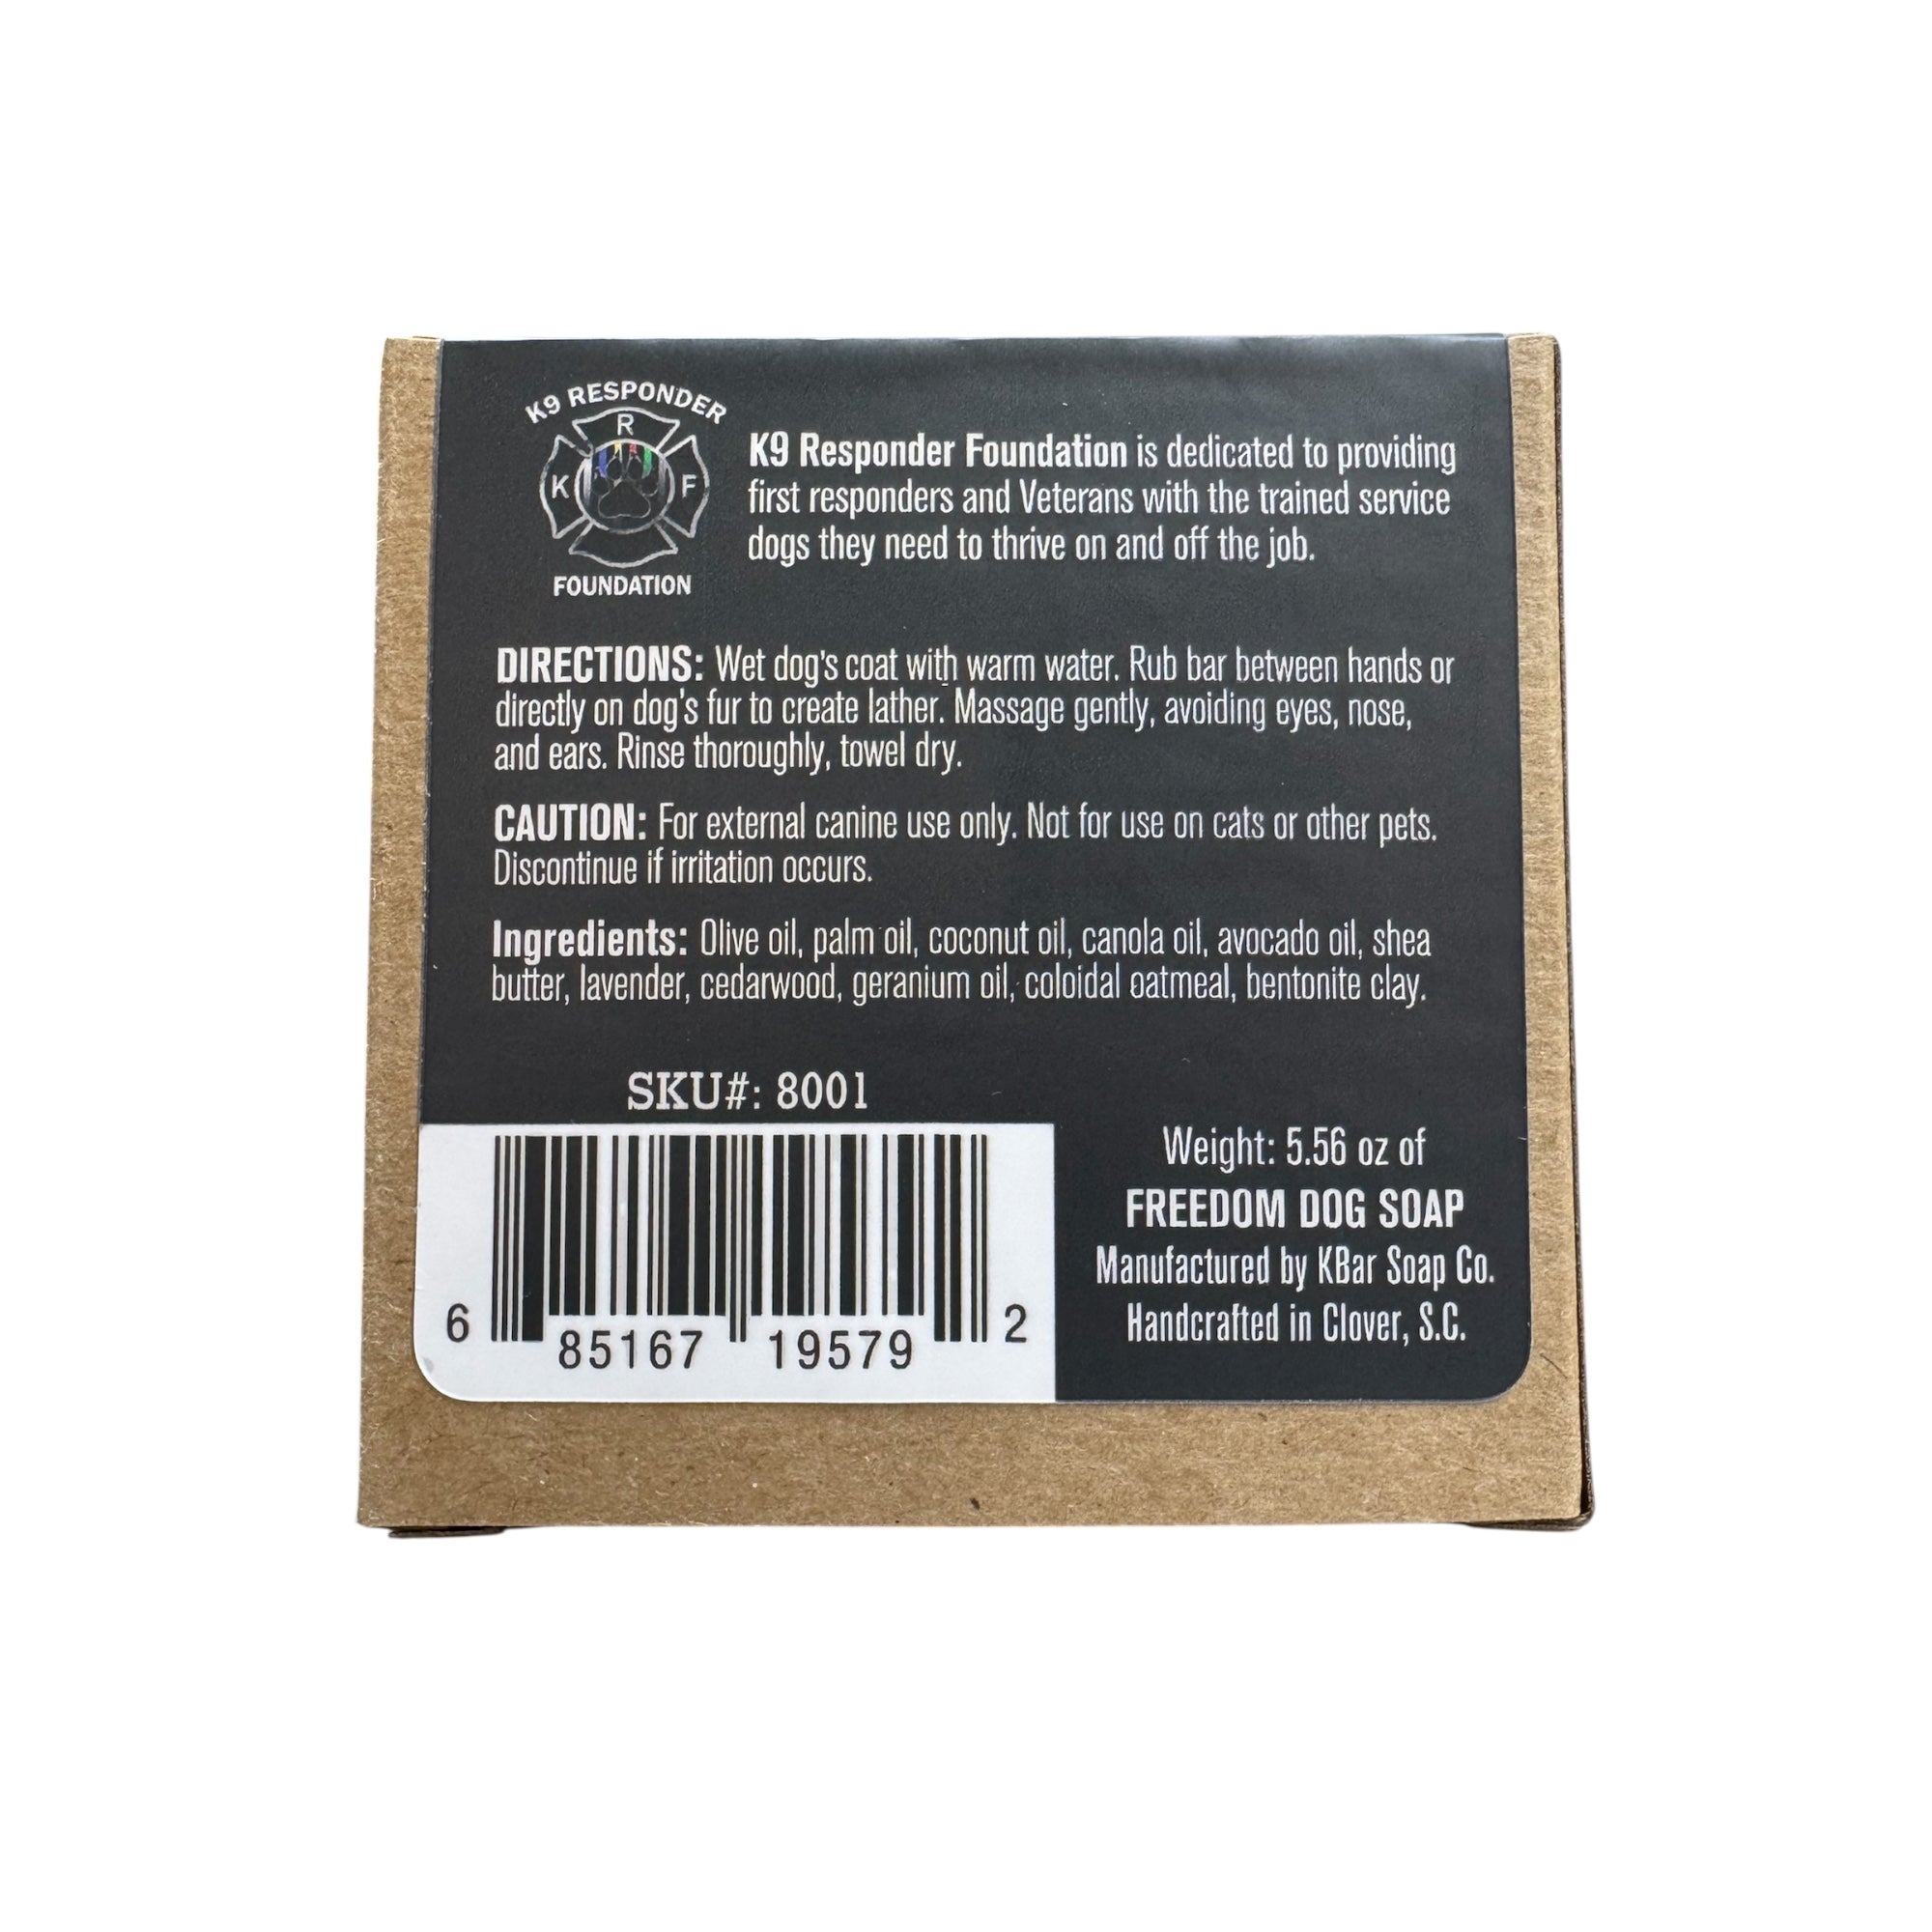 K9 RESPONDER
R
K F
FOUNDATION
K9 Responder Foundation is dedicated to providing
first responders and Veterans with the trained service
dogs they need to thrive on and off the job.
DIRECTIONS: Wet dog's coat with warm water. Rub bar between hands or
directly on dog's fur to create lather. Massage gently, avoiding eyes, nose,
and ears. Rinse thoroughly, towel dry.
CAUTION: For external canine use only. Not for use on cats or other pets.
Discontinue if irritation occurs.
Ingredients: Olive oil, palm oil, coconut oil, canola oil, avocado oil, shea
butter, lavender, cedarwood, geranium oil, coloidal oatmeal, bentonite clay.
SKU#: 8001
6 85167 19579 2
Weight: 5.56 oz of
FREEDOM DOG SOAP
Manufactured by KBar Soap Co.
Handcrafted in Clover, S.C.